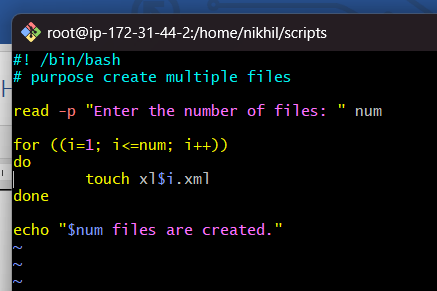 root@ip-172-31-44-2:/home/nikhil/scripts
#! /bin/bash
# purpose create multiple files

read -p "Enter the number of files: " num

for ((i=1; i<=num; i++))
do
        touch xl$i.xml
done

echo "$num files are created."
~
~
~